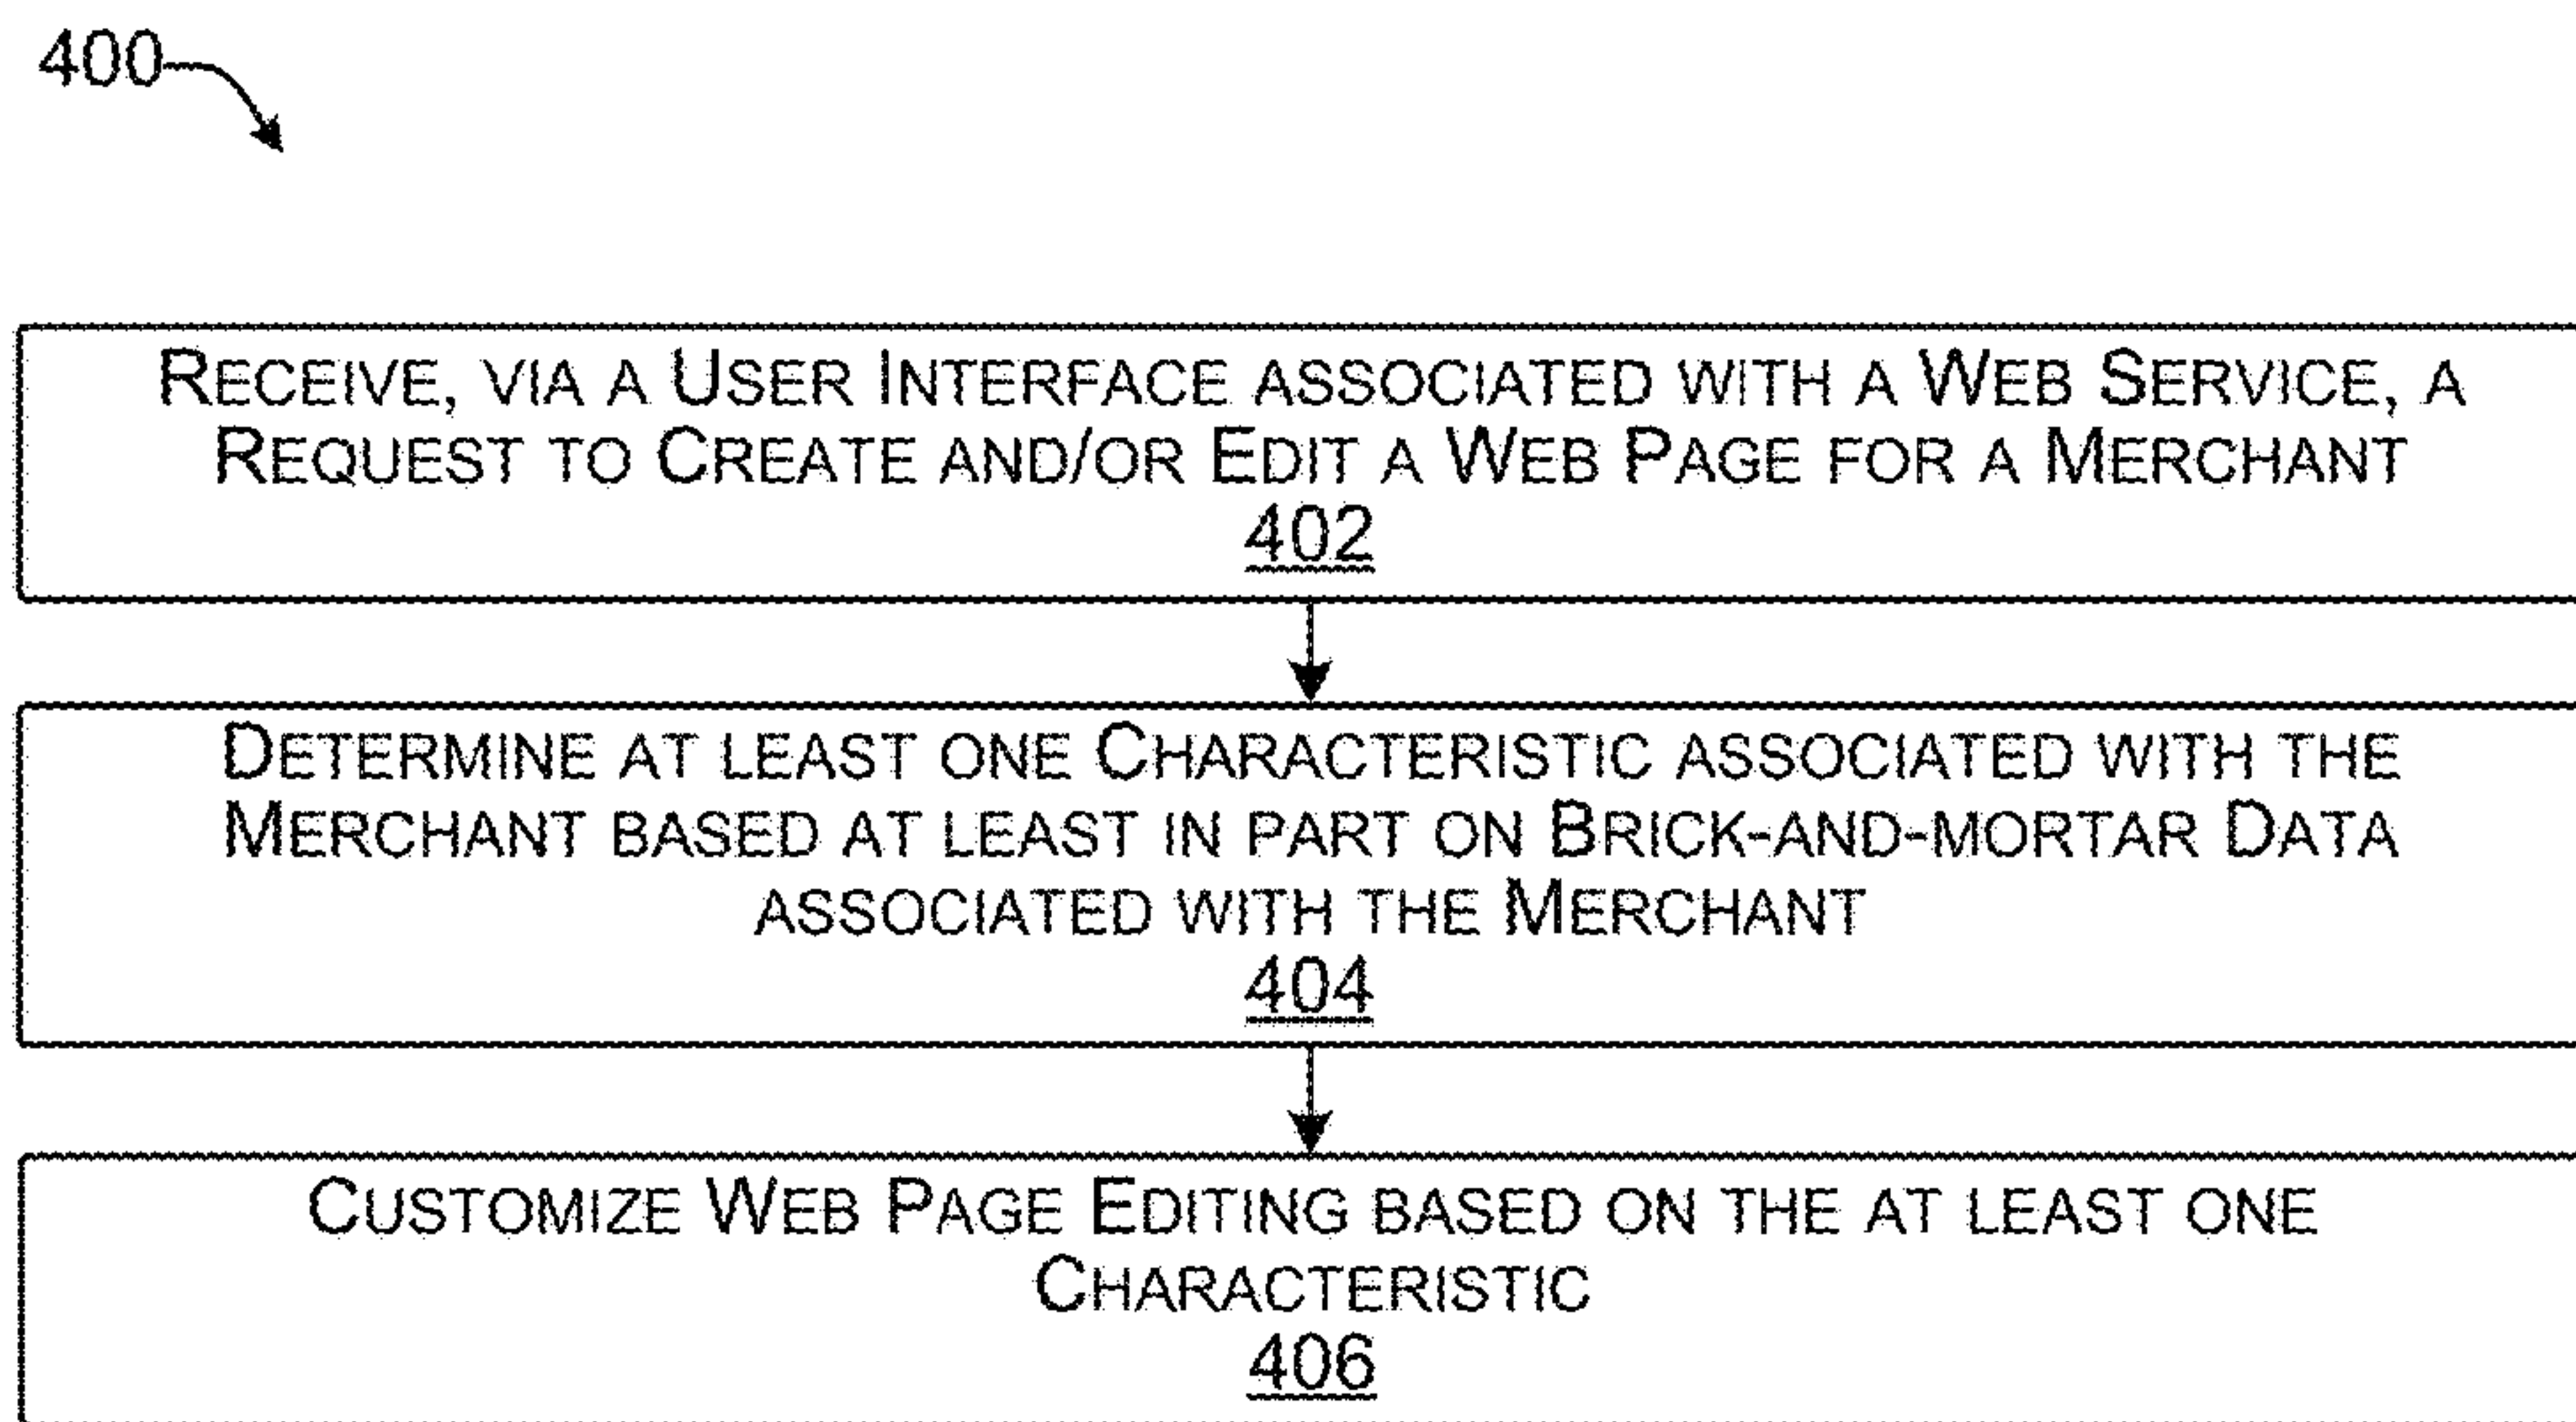 400
RECEIVE, VIA A USER INTERFACE ASSOCIATED WITH A WEB SERVICE, A
REQUEST TO CREATE AND/OR EDIT A WEB PAGE FOR A MERCHANT
402
DETERMINE AT LEAST ONE CHARACTERISTIC ASSOCIATED WITH THE
MERCHANT BASED AT LEAST IN PART ON BRICK-AND-MORTAR DATA
ASSOCIATED WITH THE MERCHANT
404
CUSTOMIZE WEB PAGE EDITING BASED ON THE AT LEAST ONE
CHARACTERISTIC
406